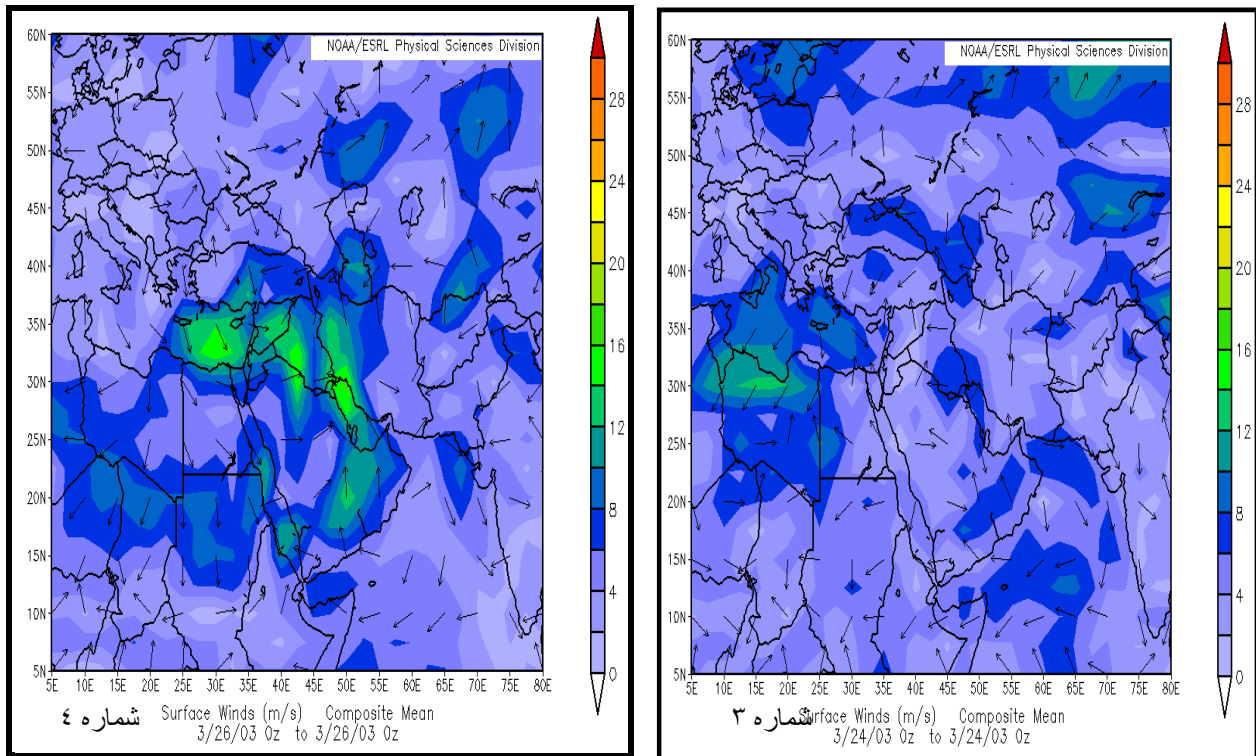 NOAA/ESRL Physical Sciences Division
60N
55N
50N
45N
40N
35N
30N
25N
20N
15N
10N
5N
5E 10E 15E 20E 25E 30E 35E 40E 45E 50E 55E 60E 65E 70E 75E 80E
28
24
20
16
12
8
4
0
شماره ٤
Surface Winds (m/s) Composite Mean
3/26/03 0z to 3/26/03 0z
NOAA/ESRL Physical Sciences Division
60N
55N
50N
45N
40N
35N
30N
25N
20N
15N
10N
5N
5E 10E 15E 20E 25E 30E 35E 40E 45E 50E 55E 60E 65E 70E 75E 80E
28
24
20
16
12
8
4
0
شماره ٣
Surface Winds (m/s) Composite Mean
3/24/03 0z to 3/24/03 0z